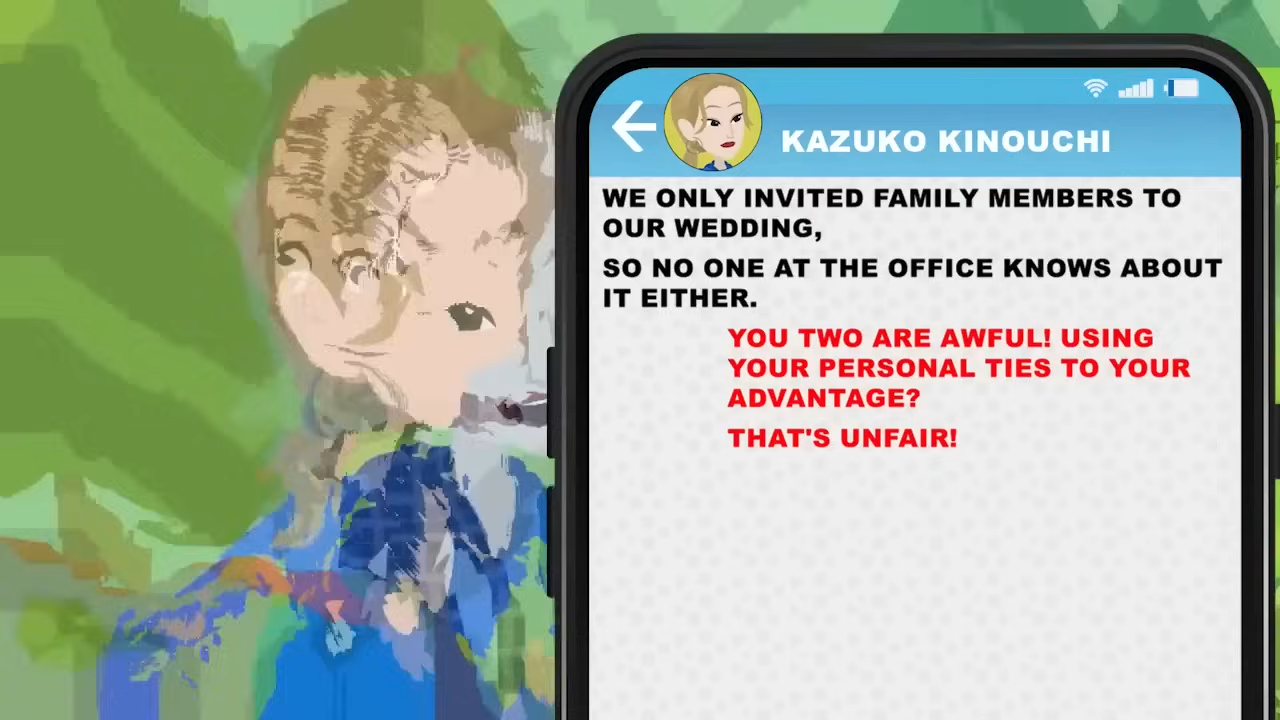 KAZUKO KINOUCHI
WE ONLY INVITED FAMILY MEMBERS TO
OUR WEDDING,
SO NO ONE AT THE OFFICE KNOWS ABOUT
IT EITHER.
YOU TWO ARE AWFUL! USING
YOUR PERSONAL TIES TO YOUR
ADVANTAGE?
THAT'S UNFAIR!